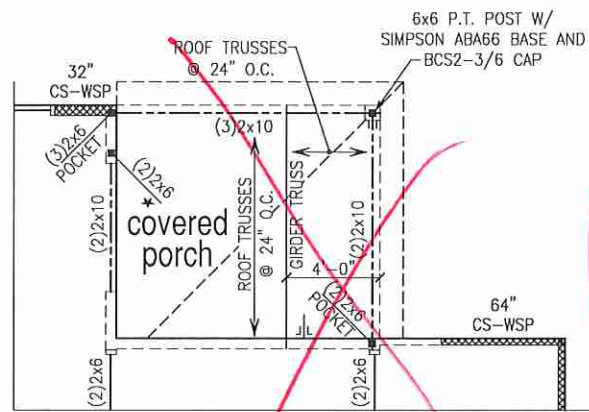 6x6 P.T. POST W/
SIMPSON ABA66 BASE AND
BCS2-3/6 CAP
ROOF TRUSSES
@ 24" O.C.
32"
CS-WSP
(3)2x10
(3)2x6
POCKET
(2)2x6
(2)2x10
covered
porch
ROOF TRUSSES
@ 24" O.C.
GIRDER TRUSS
(2)2x10
4'-0"
(2)2x6
POCKET
64"
CS-WSP
(2)2x6
(2)2x6